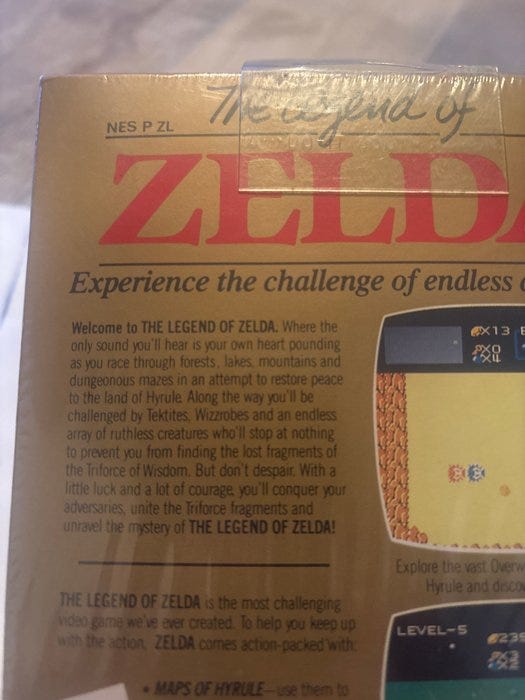 The Legend of
NES P ZL
ZELDA
Experience the challenge of endless
Welcome to THE LEGEND OF ZELDA. Where the
only sound you'll hear is your own heart pounding
as you race through forests, lakes, mountains and
dungeonous mazes in an attempt to restore peace
to the land of Hyrule. Along the way you'll be
challenged by Tektites, Wizzrobes and an endless
array of ruthless creatures who'll stop at nothing
to prevent you from finding the lost fragments of
the Triforce of Wisdom. But don't despair. With a
little luck and a lot of courage, you'll conquer your
adversaries, unite the Triforce fragments and
unravel the mystery of THE LEGEND OF ZELDA!
X13
X0
X4
Explore the vast Overw
Hyrule and disco
THE LEGEND OF ZELDA is the most challenging
video game we've ever created. To help you keep up
with the action, ZELDA comes action-packed with:
• MAPS OF HYRULE—use them to
LEVEL-5
239